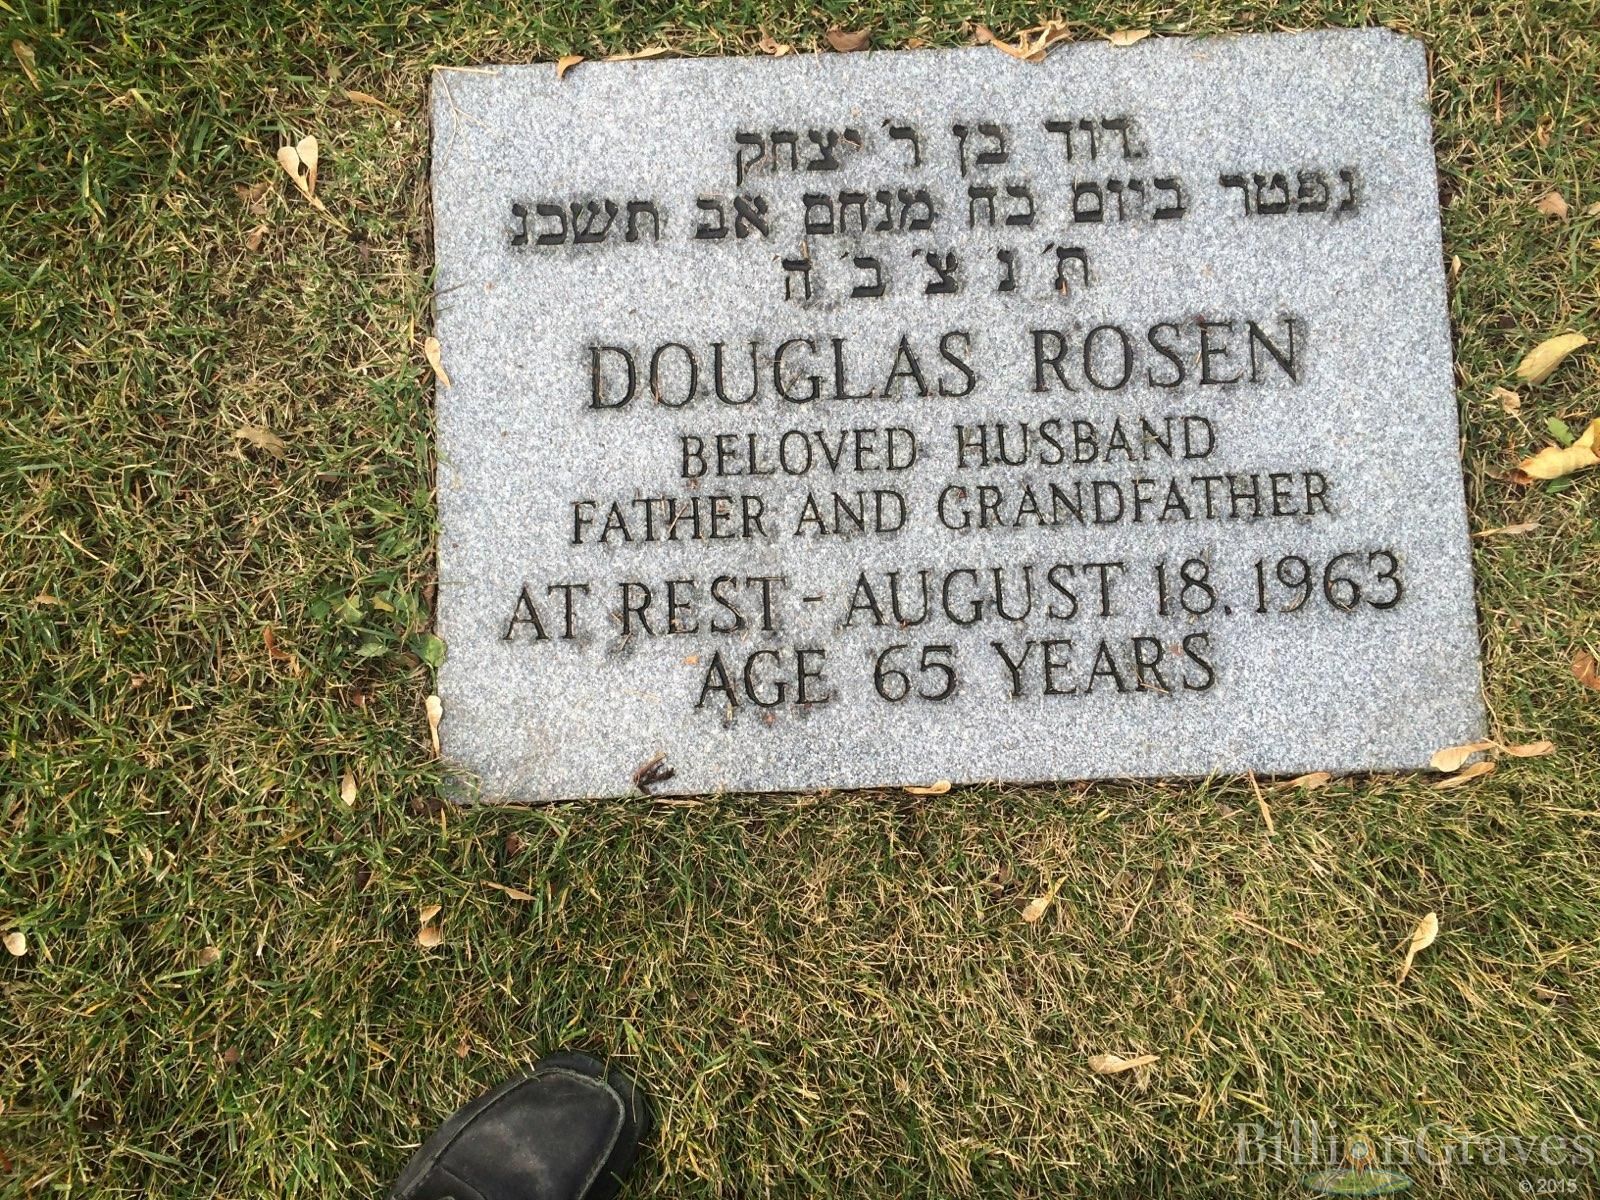 דוד בן ר׳ יצחק
נפטר ביום כח מנחם אב תשכג
ת׳ נ׳ צ׳ ב׳ ה׳
DOUGLAS ROSEN
BELOVED HUSBAND
FATHER AND GRANDFATHER
AT REST - AUGUST 18. 1963
AGE 65 YEARS
BillionGraves
© 2015